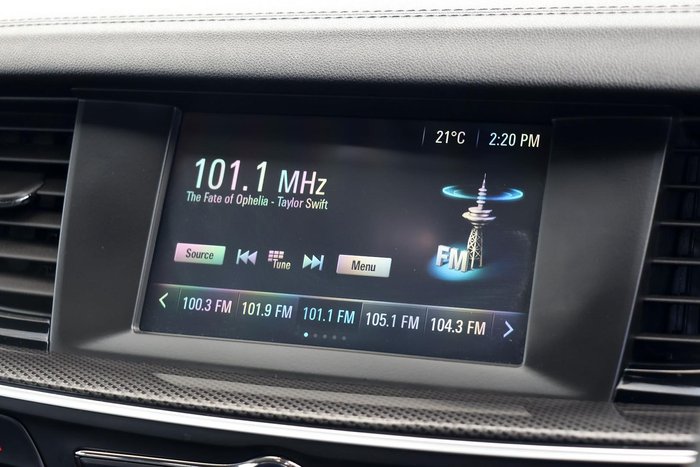 21°C 2:20 PM
101.1 MHz
The Fate of Ophelia - Taylor Swift
FM
Source Tune Menu
100.3 FM 101.9 FM 101.1 FM 105.1 FM 104.3 FM